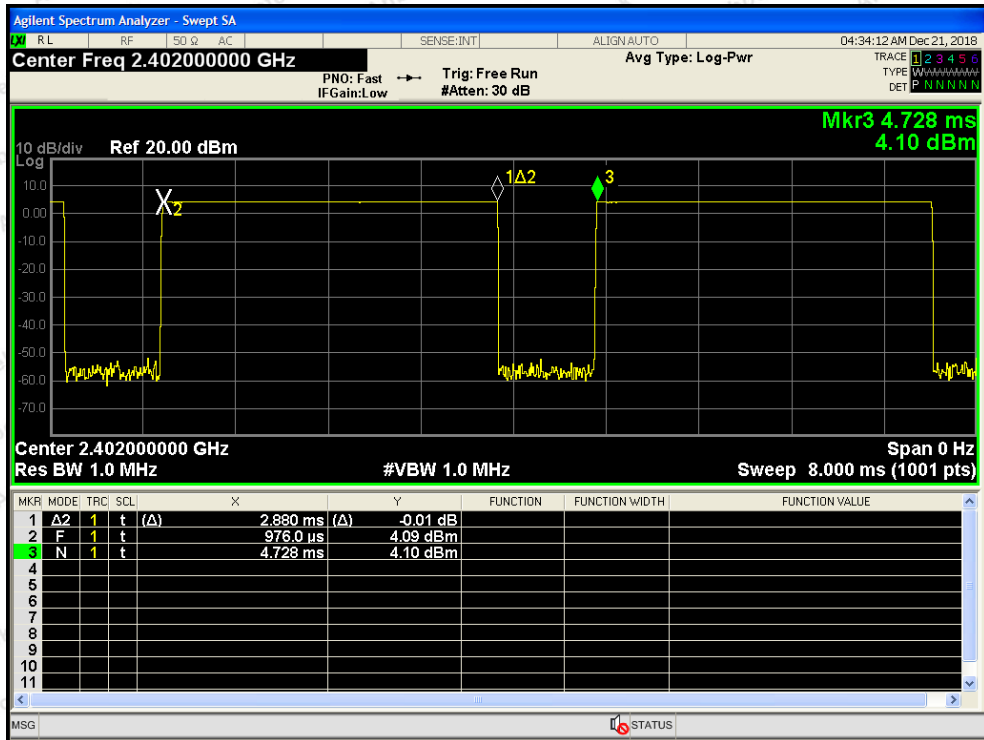 Agilent Spectrum Analyzer - Swept SA
LXI RL RF 50 Ω AC SENSE:INT ALIGN AUTO 04:34:12 AM Dec 21, 2018
Center Freq 2.402000000 GHz Avg Type: Log-Pwr TRACE 1 2 3 4 5 6
PNO: Fast Trig: Free Run TYPE WWWWWW
IFGain:Low #Atten: 30 dB DET P N N N N N
Mkr3 4.728 ms
10 dB/div Ref 20.00 dBm 4.10 dBm
Log
10.0
0.00
-10.0
-20.0
-30.0
-40.0
-50.0
-60.0
-70.0
X2 1Δ2 3
Center 2.402000000 GHz Span 0 Hz
Res BW 1.0 MHz #VBW 1.0 MHz Sweep 8.000 ms (1001 pts)
MKR MODE TRC SCL X Y FUNCTION FUNCTION WIDTH FUNCTION VALUE
1 Δ2 1 t (Δ) 2.880 ms (Δ) -0.01 dB
2 F 1 t 976.0 µs 4.09 dBm
3 N 1 t 4.728 ms 4.10 dBm
4
5
6
7
8
9
10
11
MSG STATUS